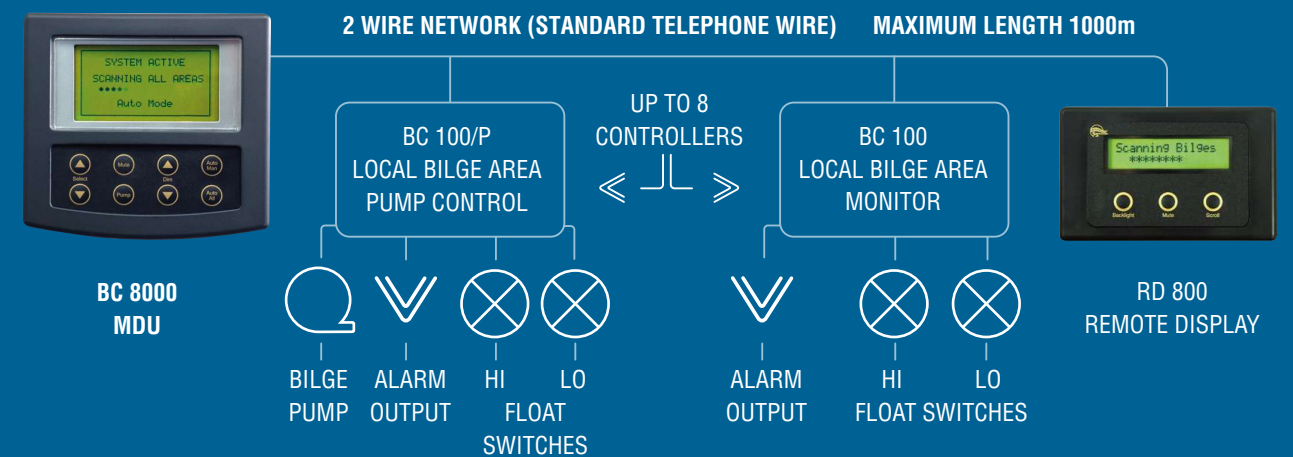 2 WIRE NETWORK (STANDARD TELEPHONE WIRE) MAXIMUM LENGTH 1000m
SYSTEM ACTIVE
SCANNING ALL AREAS
Auto Mode
Select
Mute
Pump
Dim
Auto
Man
Auto
All
BC 8000
MDU
BC 100/P
LOCAL BILGE AREA
PUMP CONTROL
UP TO 8
CONTROLLERS
BC 100
LOCAL BILGE AREA
MONITOR
BILGE
PUMP
ALARM
OUTPUT
HI LO
FLOAT
SWITCHES
ALARM
OUTPUT
HI LO
FLOAT SWITCHES
Scanning Bilges
********
Backlight Mute Scroll
RD 800
REMOTE DISPLAY